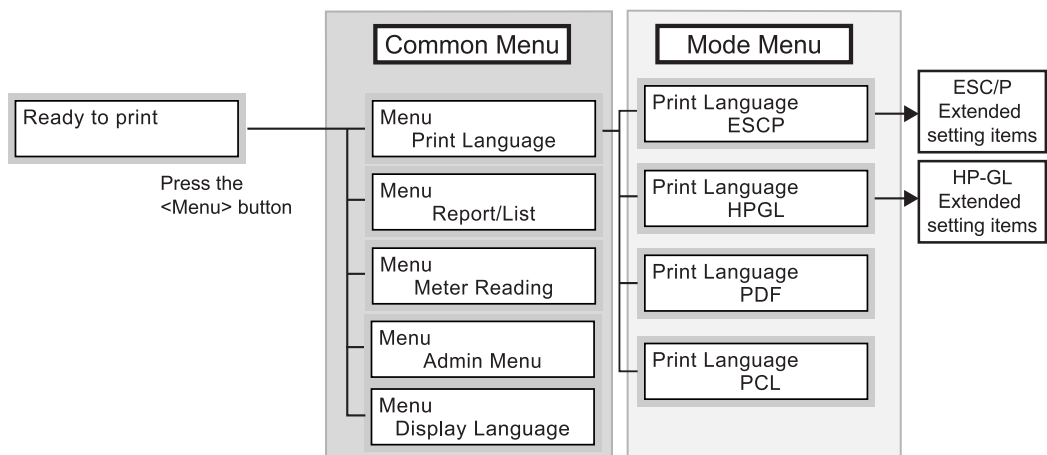 Common Menu
Mode Menu
Ready to print
Press the
<Menu> button
Menu
Print Language
Menu
Report/List
Menu
Meter Reading
Menu
Admin Menu
Menu
Display Language
Print Language
ESCP
Print Language
HPGL
Print Language
PDF
Print Language
PCL
ESC/P
Extended
setting items
HP-GL
Extended
setting items